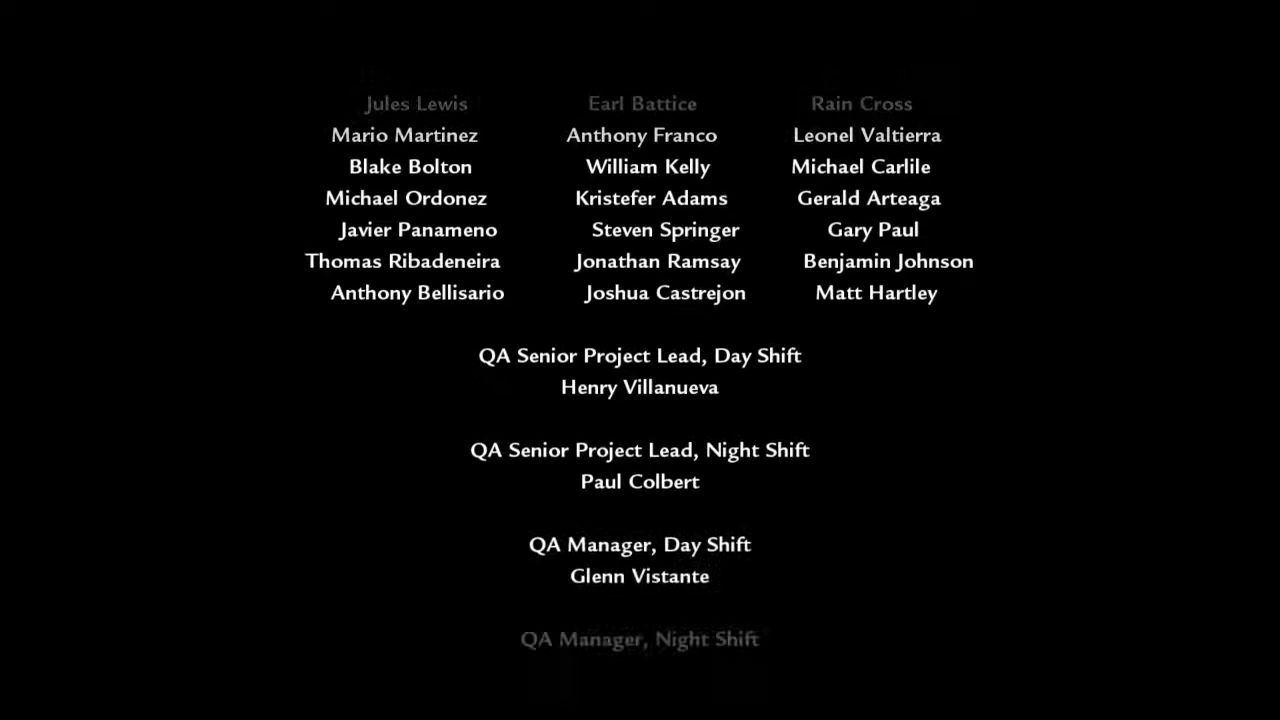 Jules Lewis Earl Battice Rain Cross
Mario Martinez Anthony Franco Leonel Valtierra
Blake Bolton William Kelly Michael Carlile
Michael Ordonez Kristefer Adams Gerald Arteaga
Javier Panameno Steven Springer Gary Paul
Thomas Ribadeneira Jonathan Ramsay Benjamin Johnson
Anthony Bellisario Joshua Castrejon Matt Hartley
QA Senior Project Lead, Day Shift
Henry Villanueva
QA Senior Project Lead, Night Shift
Paul Colbert
QA Manager, Day Shift
Glenn Vistante
QA Manager, Night Shift